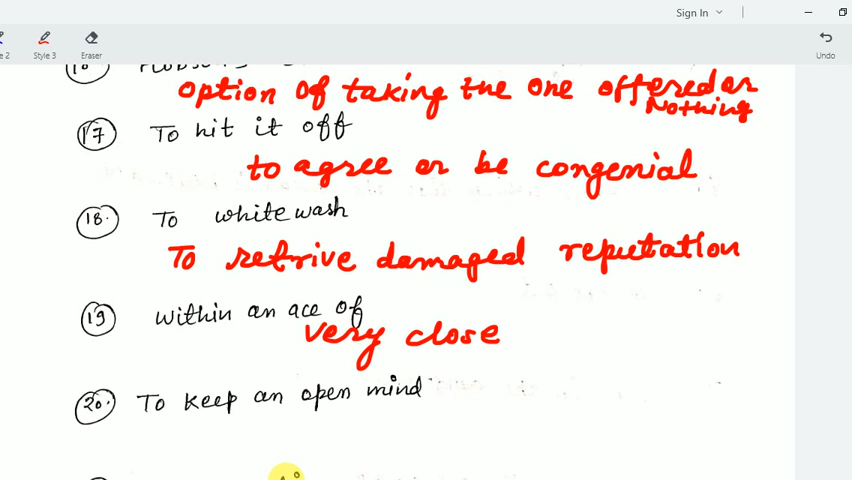 Sign In
e 2
Style 3
Eraser
Undo
option of taking the one offered or
Nothing
17 To hit it off
to agree or be congenial
18. To whitewash
To retrive damaged reputation
19 within an ace of
very close
20. To keep an open mind